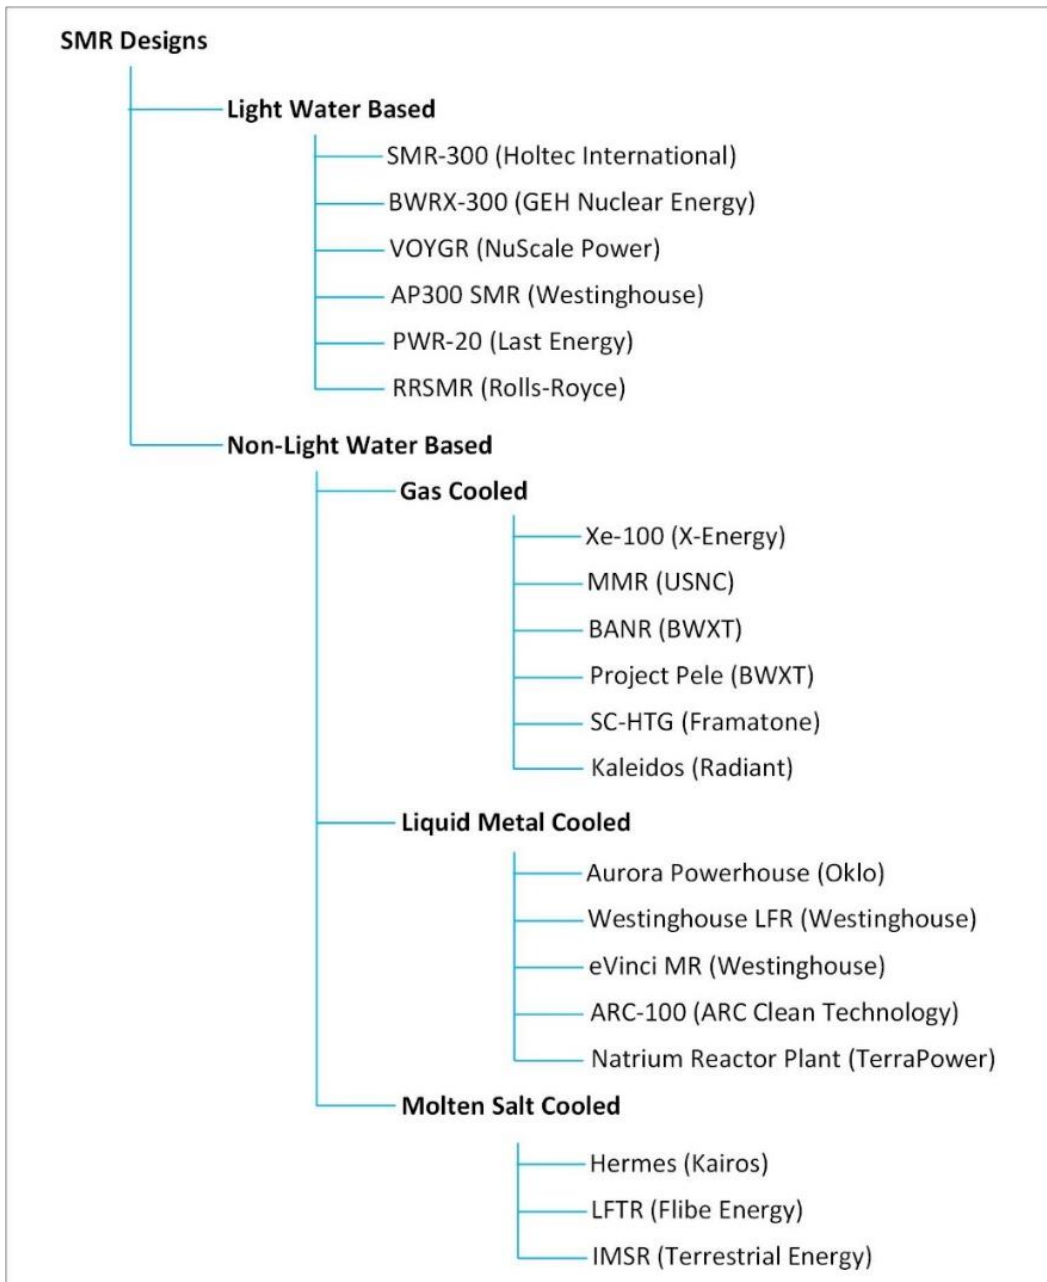 SMR Designs
Light Water Based
SMR-300 (Holtec International)
BWRX-300 (GEH Nuclear Energy)
VOYGR (NuScale Power)
AP300 SMR (Westinghouse)
PWR-20 (Last Energy)
RRSMR (Rolls-Royce)
Non-Light Water Based
Gas Cooled
Xe-100 (X-Energy)
MMR (USNC)
BANR (BWXT)
Project Pele (BWXT)
SC-HTG (Framatone)
Kaleidos (Radiant)
Liquid Metal Cooled
Aurora Powerhouse (Oklo)
Westinghouse LFR (Westinghouse)
eVinci MR (Westinghouse)
ARC-100 (ARC Clean Technology)
Natrium Reactor Plant (TerraPower)
Molten Salt Cooled
Hermes (Kairos)
LFTR (Flibe Energy)
IMSR (Terrestrial Energy)